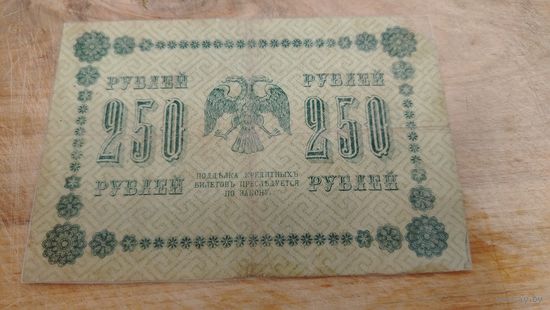 РУБЛЕЙ РУБЛЕЙ
250 250
РУБЛЕЙ РУБЛЕЙ
ПОДДѢЛКА КРЕДИТНЫХЪ
БИЛЕТОВЪ ПРЕСЛѢДУЕТСЯ
ПО ЗАКОНУ.